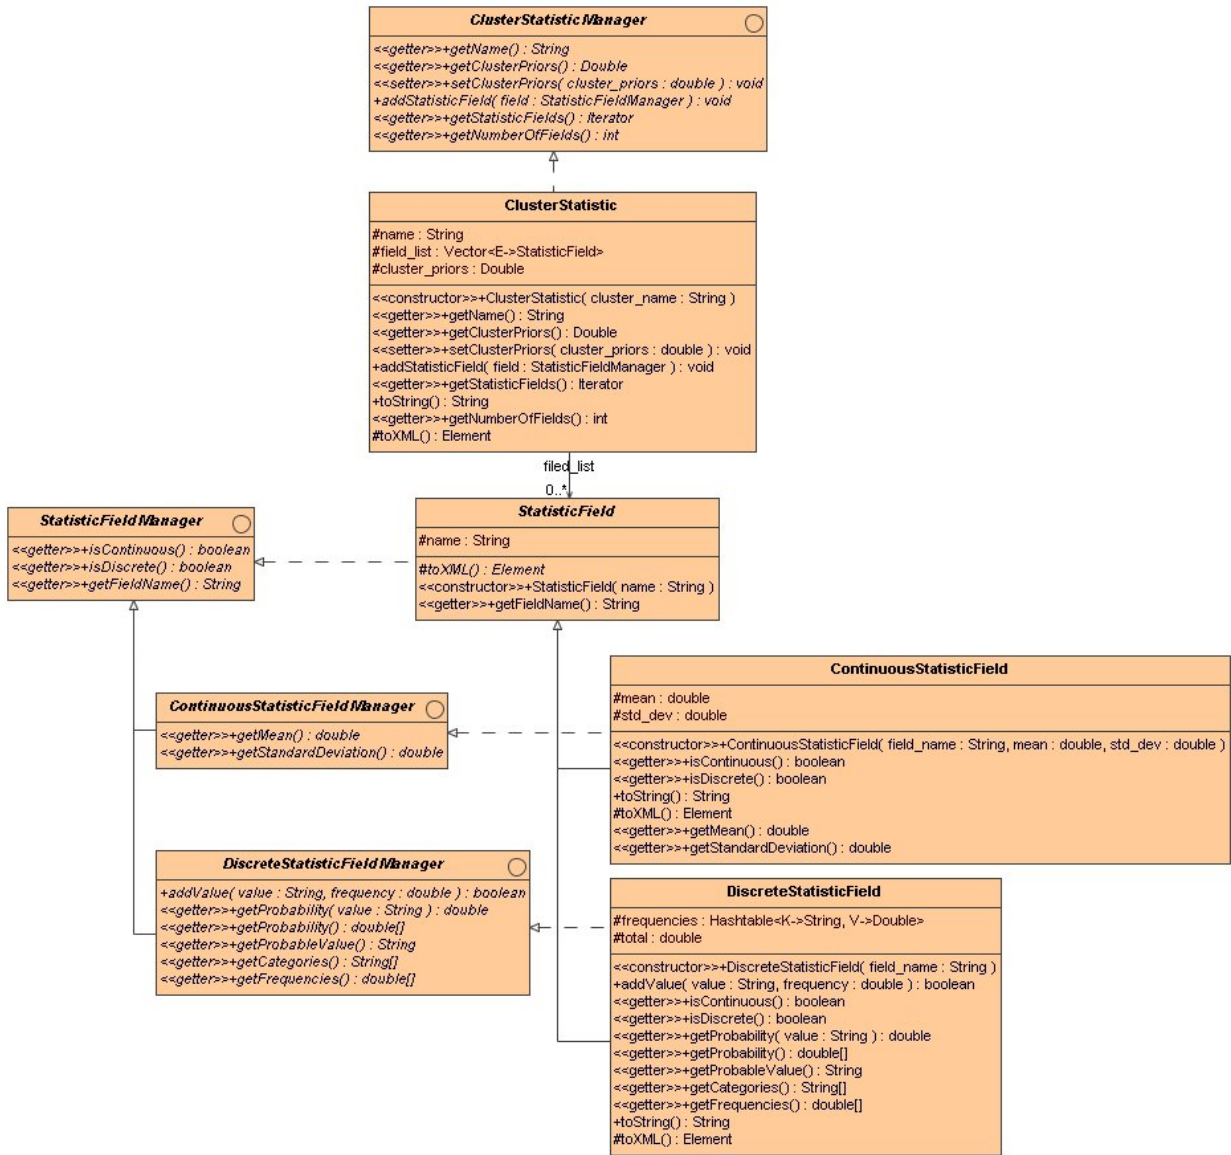 ClusterStatisticManager
<<getter>>+getName() : String
<<getter>>+getClusterPriors() : Double
<<setter>>+setClusterPriors( cluster_priors : double ) : void
+addStatisticField( field : StatisticFieldManager ) : void
<<getter>>+getStatisticFields() : Iterator
<<getter>>+getNumberOfFields() : int
ClusterStatistic
#name : String
#field_list : Vector<E->StatisticField>
#cluster_priors : Double
<<constructor>>+ClusterStatistic( cluster_name : String )
<<getter>>+getName() : String
<<getter>>+getClusterPriors() : Double
<<setter>>+setClusterPriors( cluster_priors : double ) : void
+addStatisticField( field : StatisticFieldManager ) : void
<<getter>>+getStatisticFields() : Iterator
+toString() : String
<<getter>>+getNumberOfFields() : int
#toXML() : Element
filed_list
0..*
StatisticFieldManager
<<getter>>+isContinuous() : boolean
<<getter>>+isDiscrete() : boolean
<<getter>>+getFieldName() : String
StatisticField
#name : String
#toXML() : Element
<<constructor>>+StatisticField( name : String )
<<getter>>+getFieldName() : String
ContinuousStatisticFieldManager
<<getter>>+getMean() : double
<<getter>>+getStandardDeviation() : double
ContinuousStatisticField
#mean : double
#std_dev : double
<<constructor>>+ContinuousStatisticField( field_name : String, mean : double, std_dev : double )
<<getter>>+isContinuous() : boolean
<<getter>>+isDiscrete() : boolean
+toString() : String
#toXML() : Element
<<getter>>+getMean() : double
<<getter>>+getStandardDeviation() : double
DiscreteStatisticFieldManager
+addValue( value : String, frequency : double ) : boolean
<<getter>>+getProbability( value : String ) : double
<<getter>>+getProbability() : double[]
<<getter>>+getProbableValue() : String
<<getter>>+getCategories() : String[]
<<getter>>+getFrequencies() : double[]
DiscreteStatisticField
#frequencies : Hashtable<K->String, V->Double>
#total : double
<<constructor>>+DiscreteStatisticField( field_name : String )
+addValue( value : String, frequency : double ) : boolean
<<getter>>+isContinuous() : boolean
<<getter>>+isDiscrete() : boolean
<<getter>>+getProbability( value : String ) : double
<<getter>>+getProbability() : double[]
<<getter>>+getProbableValue() : String
<<getter>>+getCategories() : String[]
<<getter>>+getFrequencies() : double[]
+toString() : String
#toXML() : Element